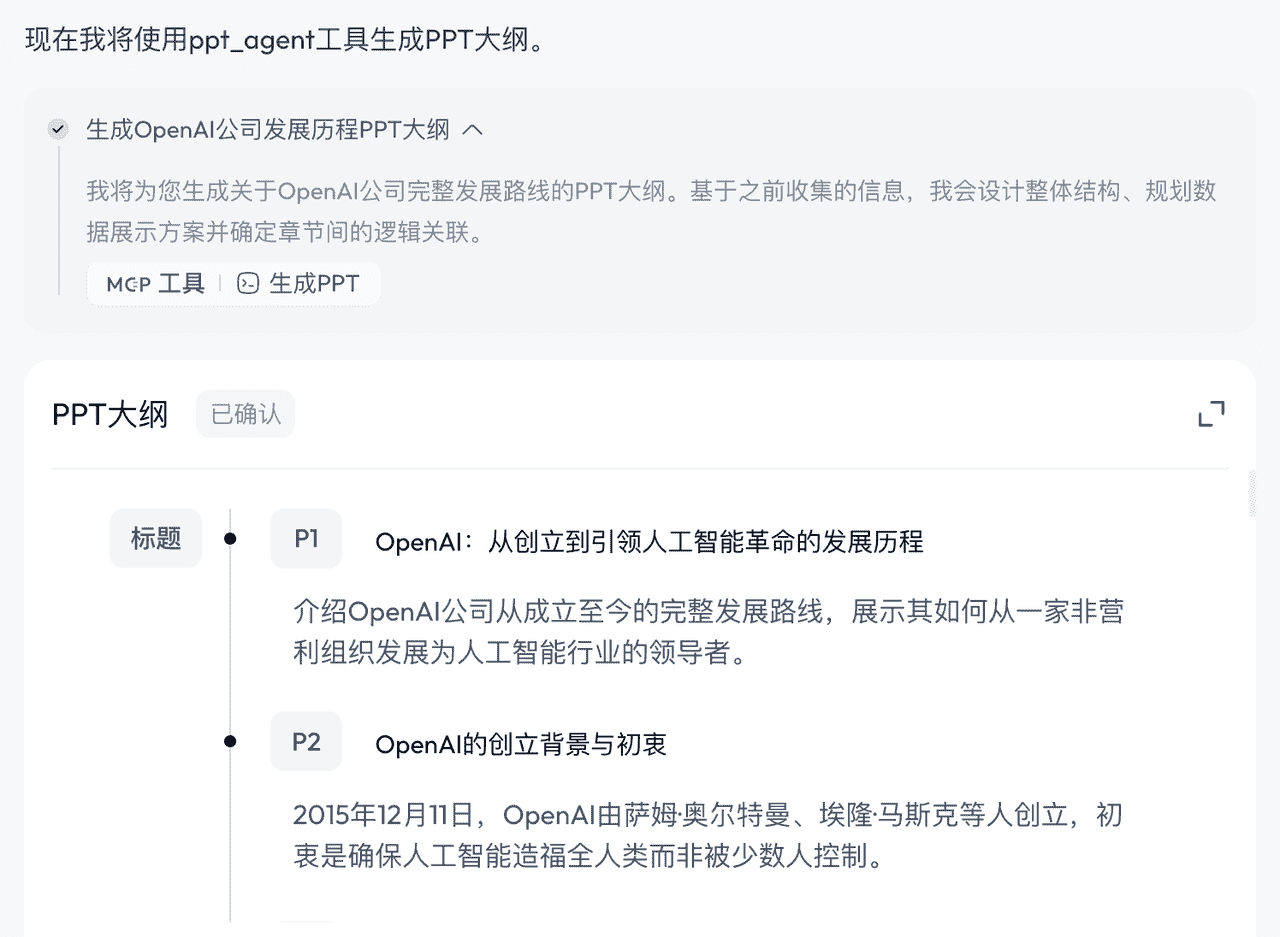 现在我将使用ppt_agent工具生成PPT大纲。
生成OpenAI公司发展历程PPT大纲
我将为您生成关于OpenAI公司完整发展路线的PPT大纲。基于之前收集的信息，我会设计整体结构、规划数
据展示方案并确定章节间的逻辑关联。
MCP 工具 生成PPT
PPT大纲 已确认
标题 P1 OpenAI：从创立到引领人工智能革命的发展历程
介绍OpenAI公司从成立至今的完整发展路线，展示其如何从一家非营
利组织发展为人工智能行业的领导者。
P2 OpenAI的创立背景与初衷
2015年12月11日，OpenAI由萨姆·奥尔特曼、埃隆·马斯克等人创立，初
衷是确保人工智能造福全人类而非被少数人控制。